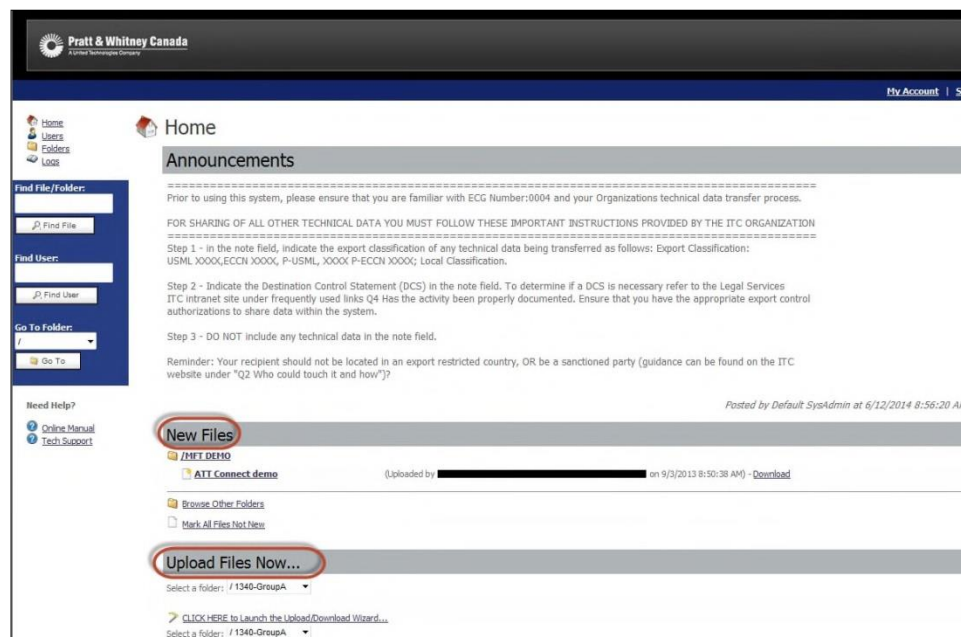 Pratt & Whitney Canada
A United Technologies Company
My Account | S
Home
Users
Folders
Logs
Find File/Folder:
Find File
Find User:
Find User
Go To Folder:
/
Go To
Need Help?
Online Manual
Tech Support
Home
Announcements
================================================================================
Prior to using this system, please ensure that you are familiar with ECG Number:0004 and your Organizations technical data transfer process.
FOR SHARING OF ALL OTHER TECHNICAL DATA YOU MUST FOLLOW THESE IMPORTANT INSTRUCTIONS PROVIDED BY THE ITC ORGANIZATION
================================================================================
Step 1 - in the note field, indicate the export classification of any technical data being transferred as follows: Export Classification:
USML XXXX,ECCN XXXX, P-USML, XXXX P-ECCN XXXX; Local Classification.
Step 2 - Indicate the Destination Control Statement (DCS) in the note field. To determine if a DCS is necessary refer to the Legal Services
ITC intranet site under frequently used links Q4 Has the activity been properly documented. Ensure that you have the appropriate export control
authorizations to share data within the system.
Step 3 - DO NOT include any technical data in the note field.
Reminder: Your recipient should not be located in an export restricted country, OR be a sanctioned party (guidance can be found on the ITC
website under "Q2 Who could touch it and how")?
Posted by Default SysAdmin at 6/12/2014 8:56:20 A
New Files
/MFT DEMO
ATT Connect demo (Uploaded by on 9/3/2013 8:50:38 AM) - Download
Browse Other Folders
Mark All Files Not New
Upload Files Now...
Select a folder: / 1340-GroupA
CLICK HERE to Launch the Upload/Download Wizard...
Select a folder: / 1340-GroupA